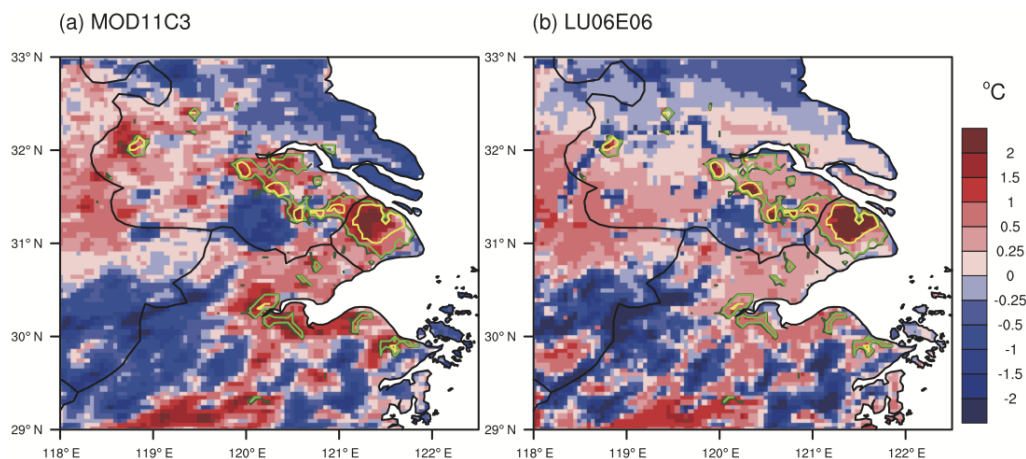 (a) MOD11C3
(b) LU06E06
33° N
33° N
°C
32° N
32° N
31° N
31° N
30° N
30° N
29° N
29° N
118° E 119° E 120° E 121° E 122° E
118° E 119° E 120° E 121° E 122° E
2
1.5
1
0.5
0.25
0
-0.25
-0.5
-1
-1.5
-2